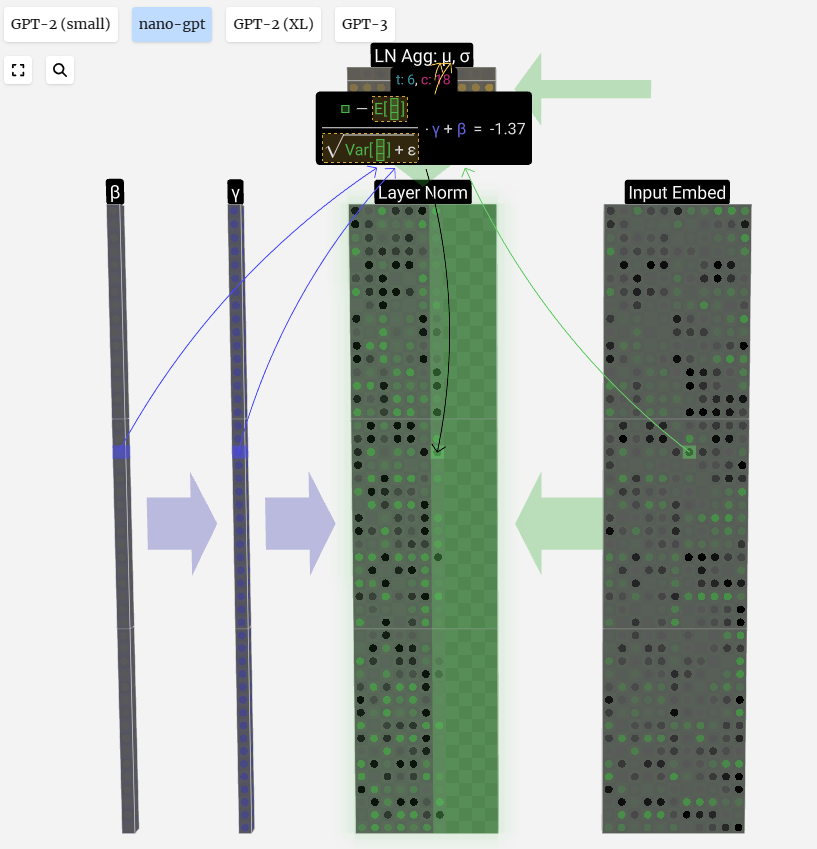 GPT-2 (small)
nano-gpt
GPT-2 (XL)
GPT-3
LN Agg: μ, σ
t: 6, c: 18
− E[]
√Var[] + ε
· γ + β = -1.37
β
γ
Layer Norm
Input Embed